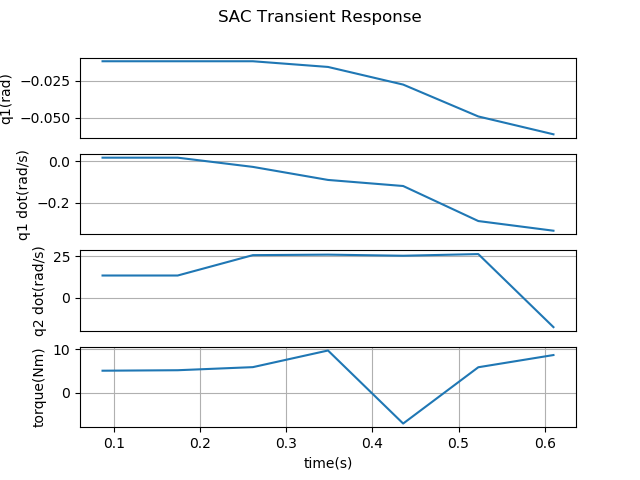 SAC Transient Response
q1(rad)
−0.025
−0.050
q1 dot(rad/s)
0.0
−0.2
q2 dot(rad/s)
25
0
torque(Nm)
10
0
0.1 0.2 0.3 0.4 0.5 0.6
time(s)